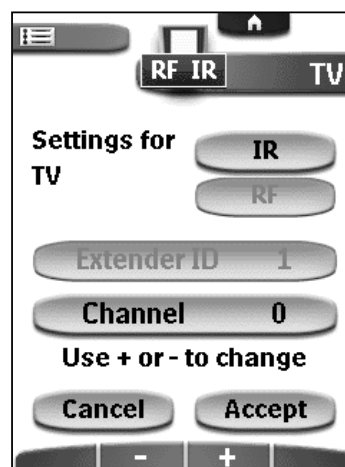 RF IR
TV
Settings for
TV
IR
RF
Extender ID 1
Channel 0
Use + or - to change
Cancel Accept
- +